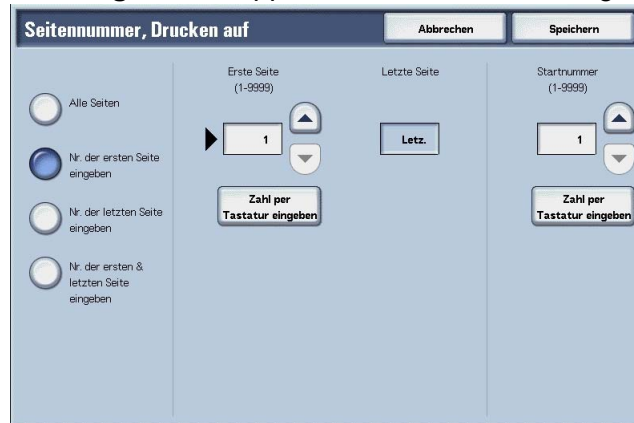 Seitennummer, Drucken auf
Abbrechen
Speichern
Alle Seiten
Nr. der ersten Seite
eingeben
Nr. der letzten Seite
eingeben
Nr. der ersten &
letzten Seite
eingeben
Erste Seite
(1-9999)
1
Zahl per
Tastatur eingeben
Letzte Seite
Letz.
Startnummer
(1-9999)
1
Zahl per
Tastatur eingeben